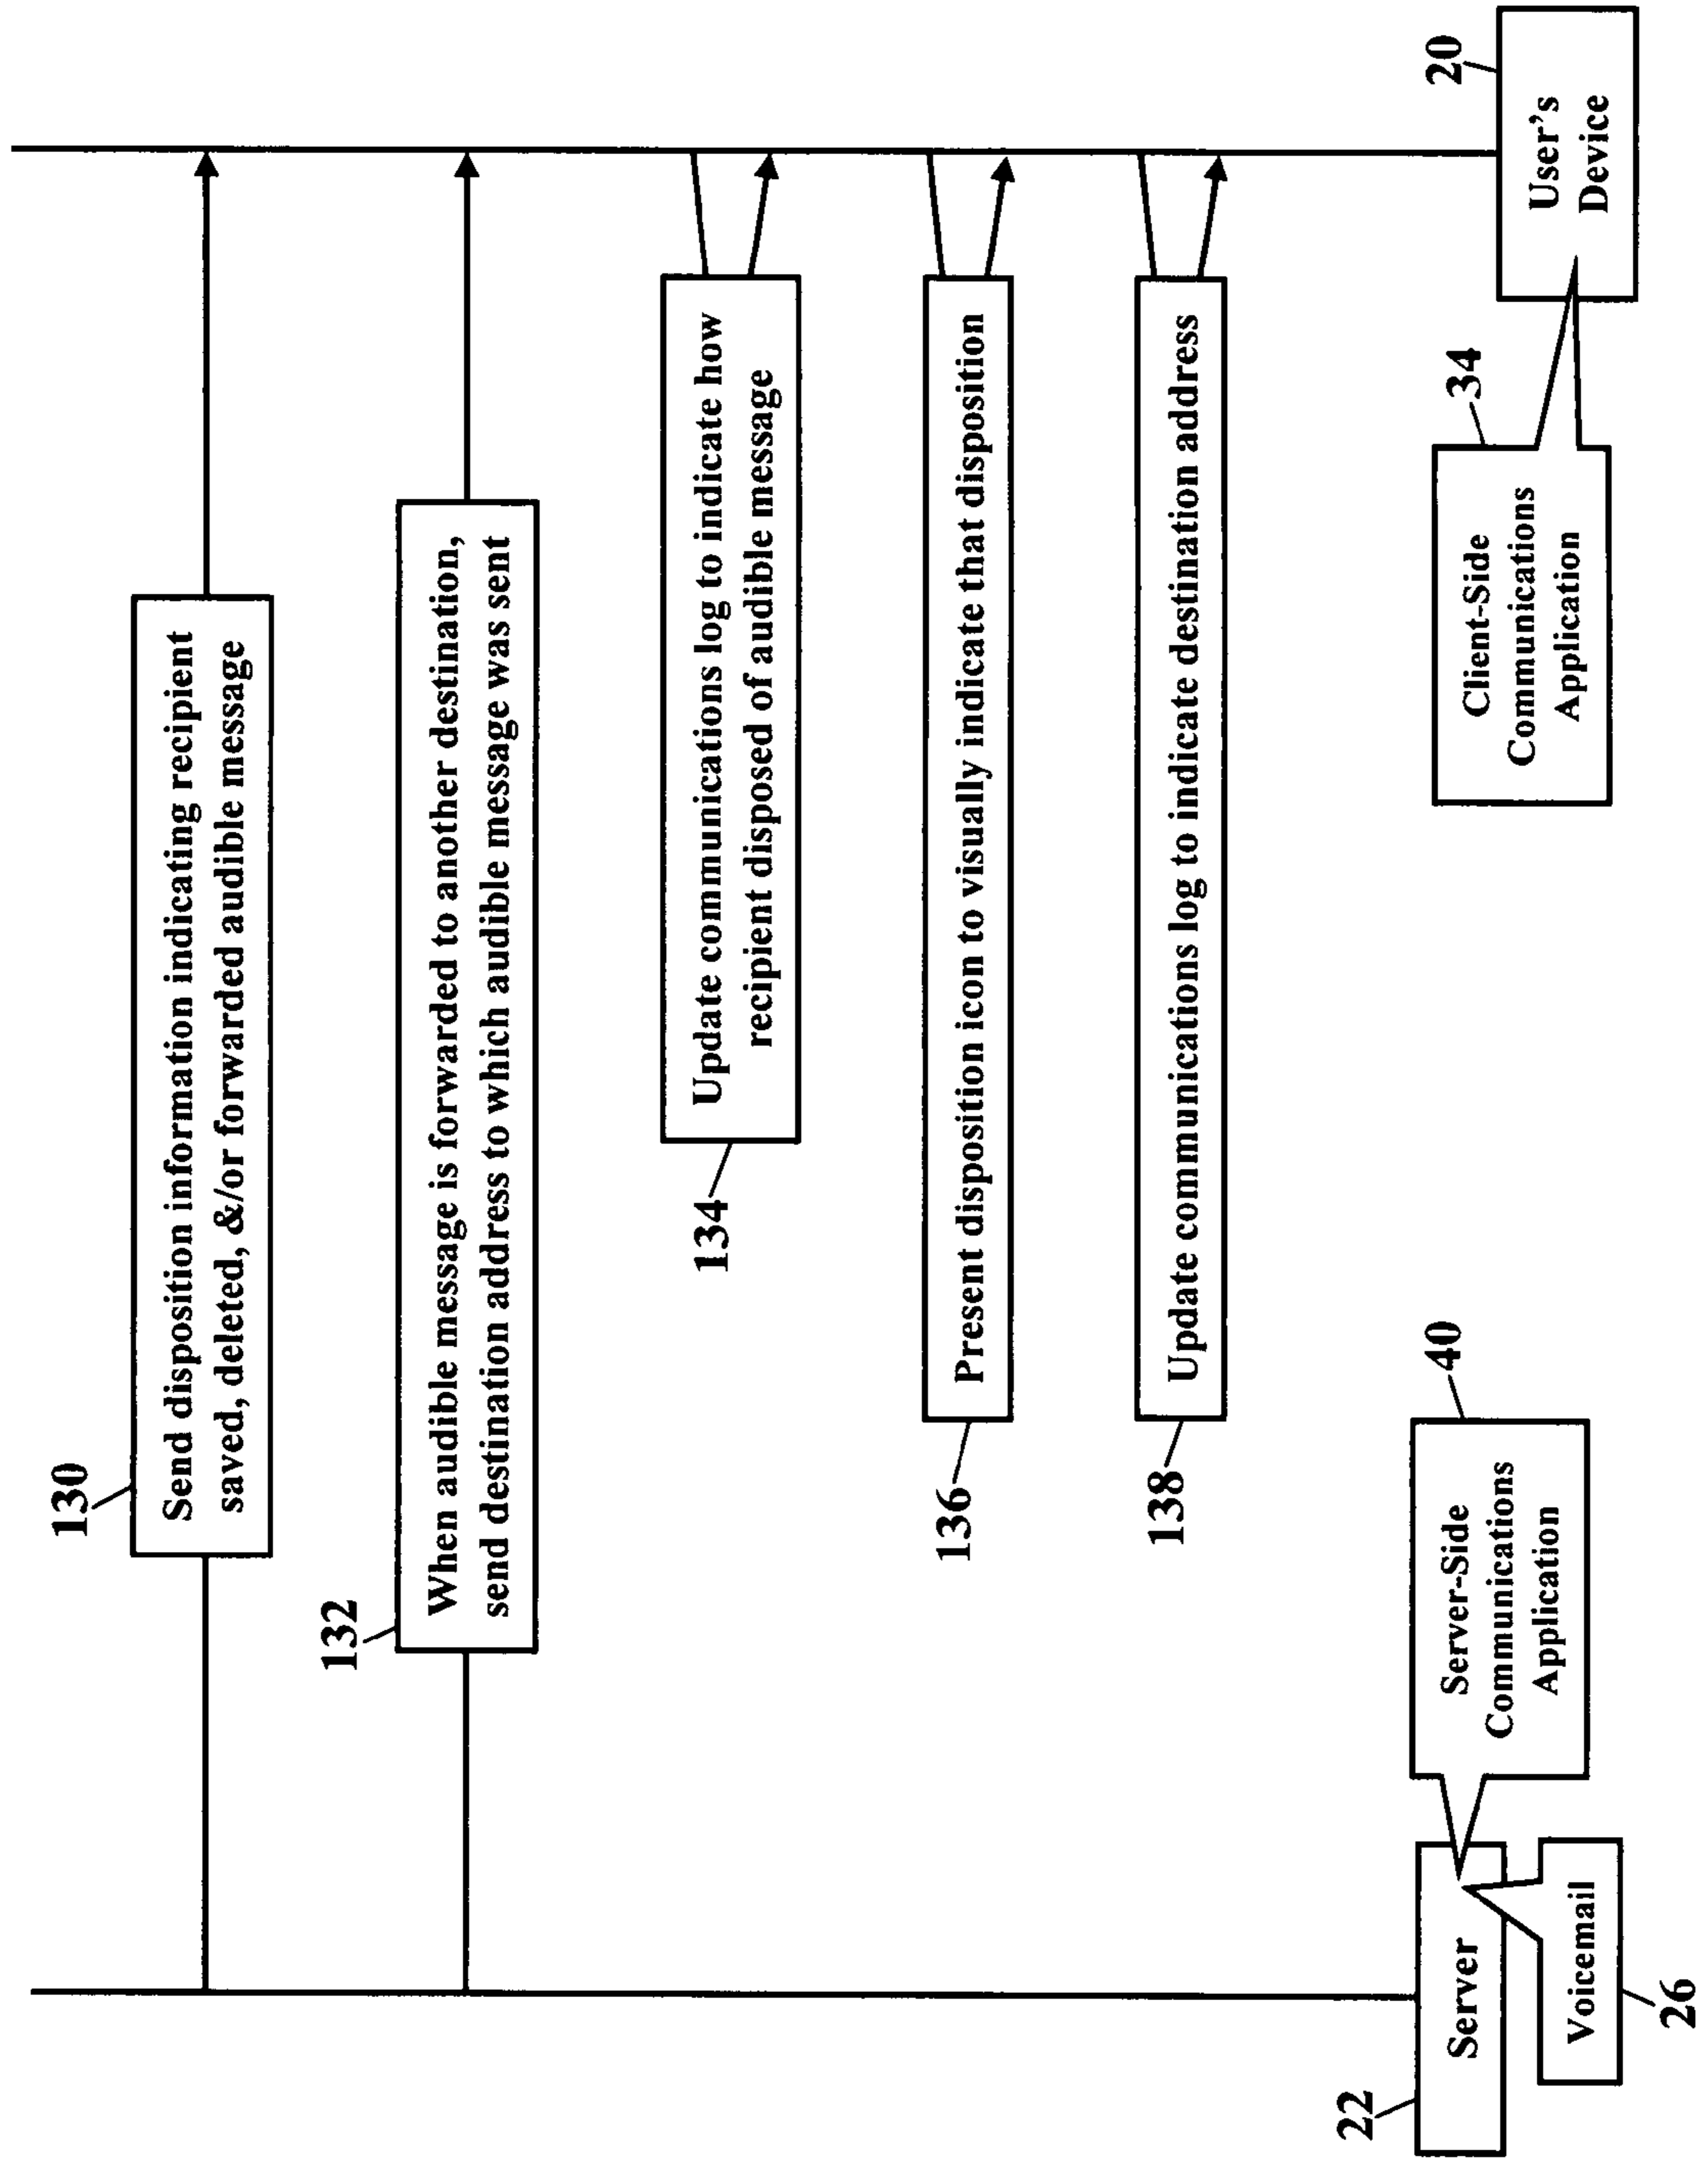 130
Send disposition information indicating recipient
saved, deleted, &/or forwarded audible message
132
When audible message is forwarded to another destination,
send destination address to which audible message was sent
134
Update communications log to indicate how
recipient disposed of audible message
136
Present disposition icon to visually indicate that disposition
138
Update communications log to indicate destination address
22
Server
Voicemail
26
40
Server-Side
Communications
Application
34
Client-Side
Communications
Application
20
User's
Device